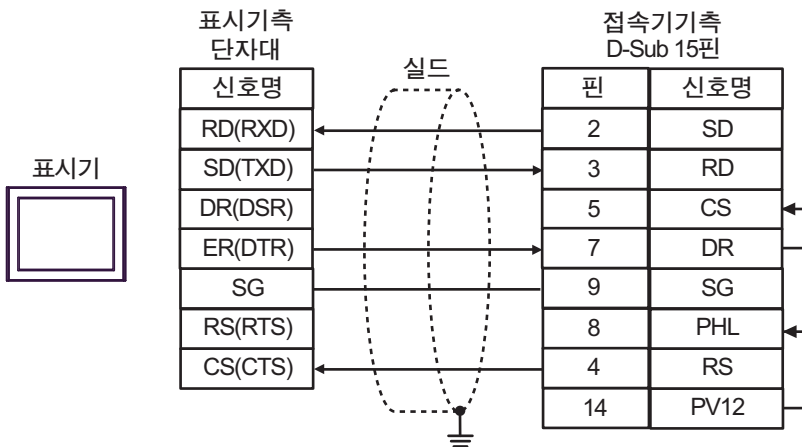 표시기측
단자대
접속기기측
D-Sub 15핀
실드
표시기
신호명
핀 신호명
RD(RXD) 2 SD
SD(TXD) 3 RD
DR(DSR) 5 CS
ER(DTR) 7 DR
SG 9 SG
RS(RTS) 8 PHL
CS(CTS) 4 RS
14 PV12